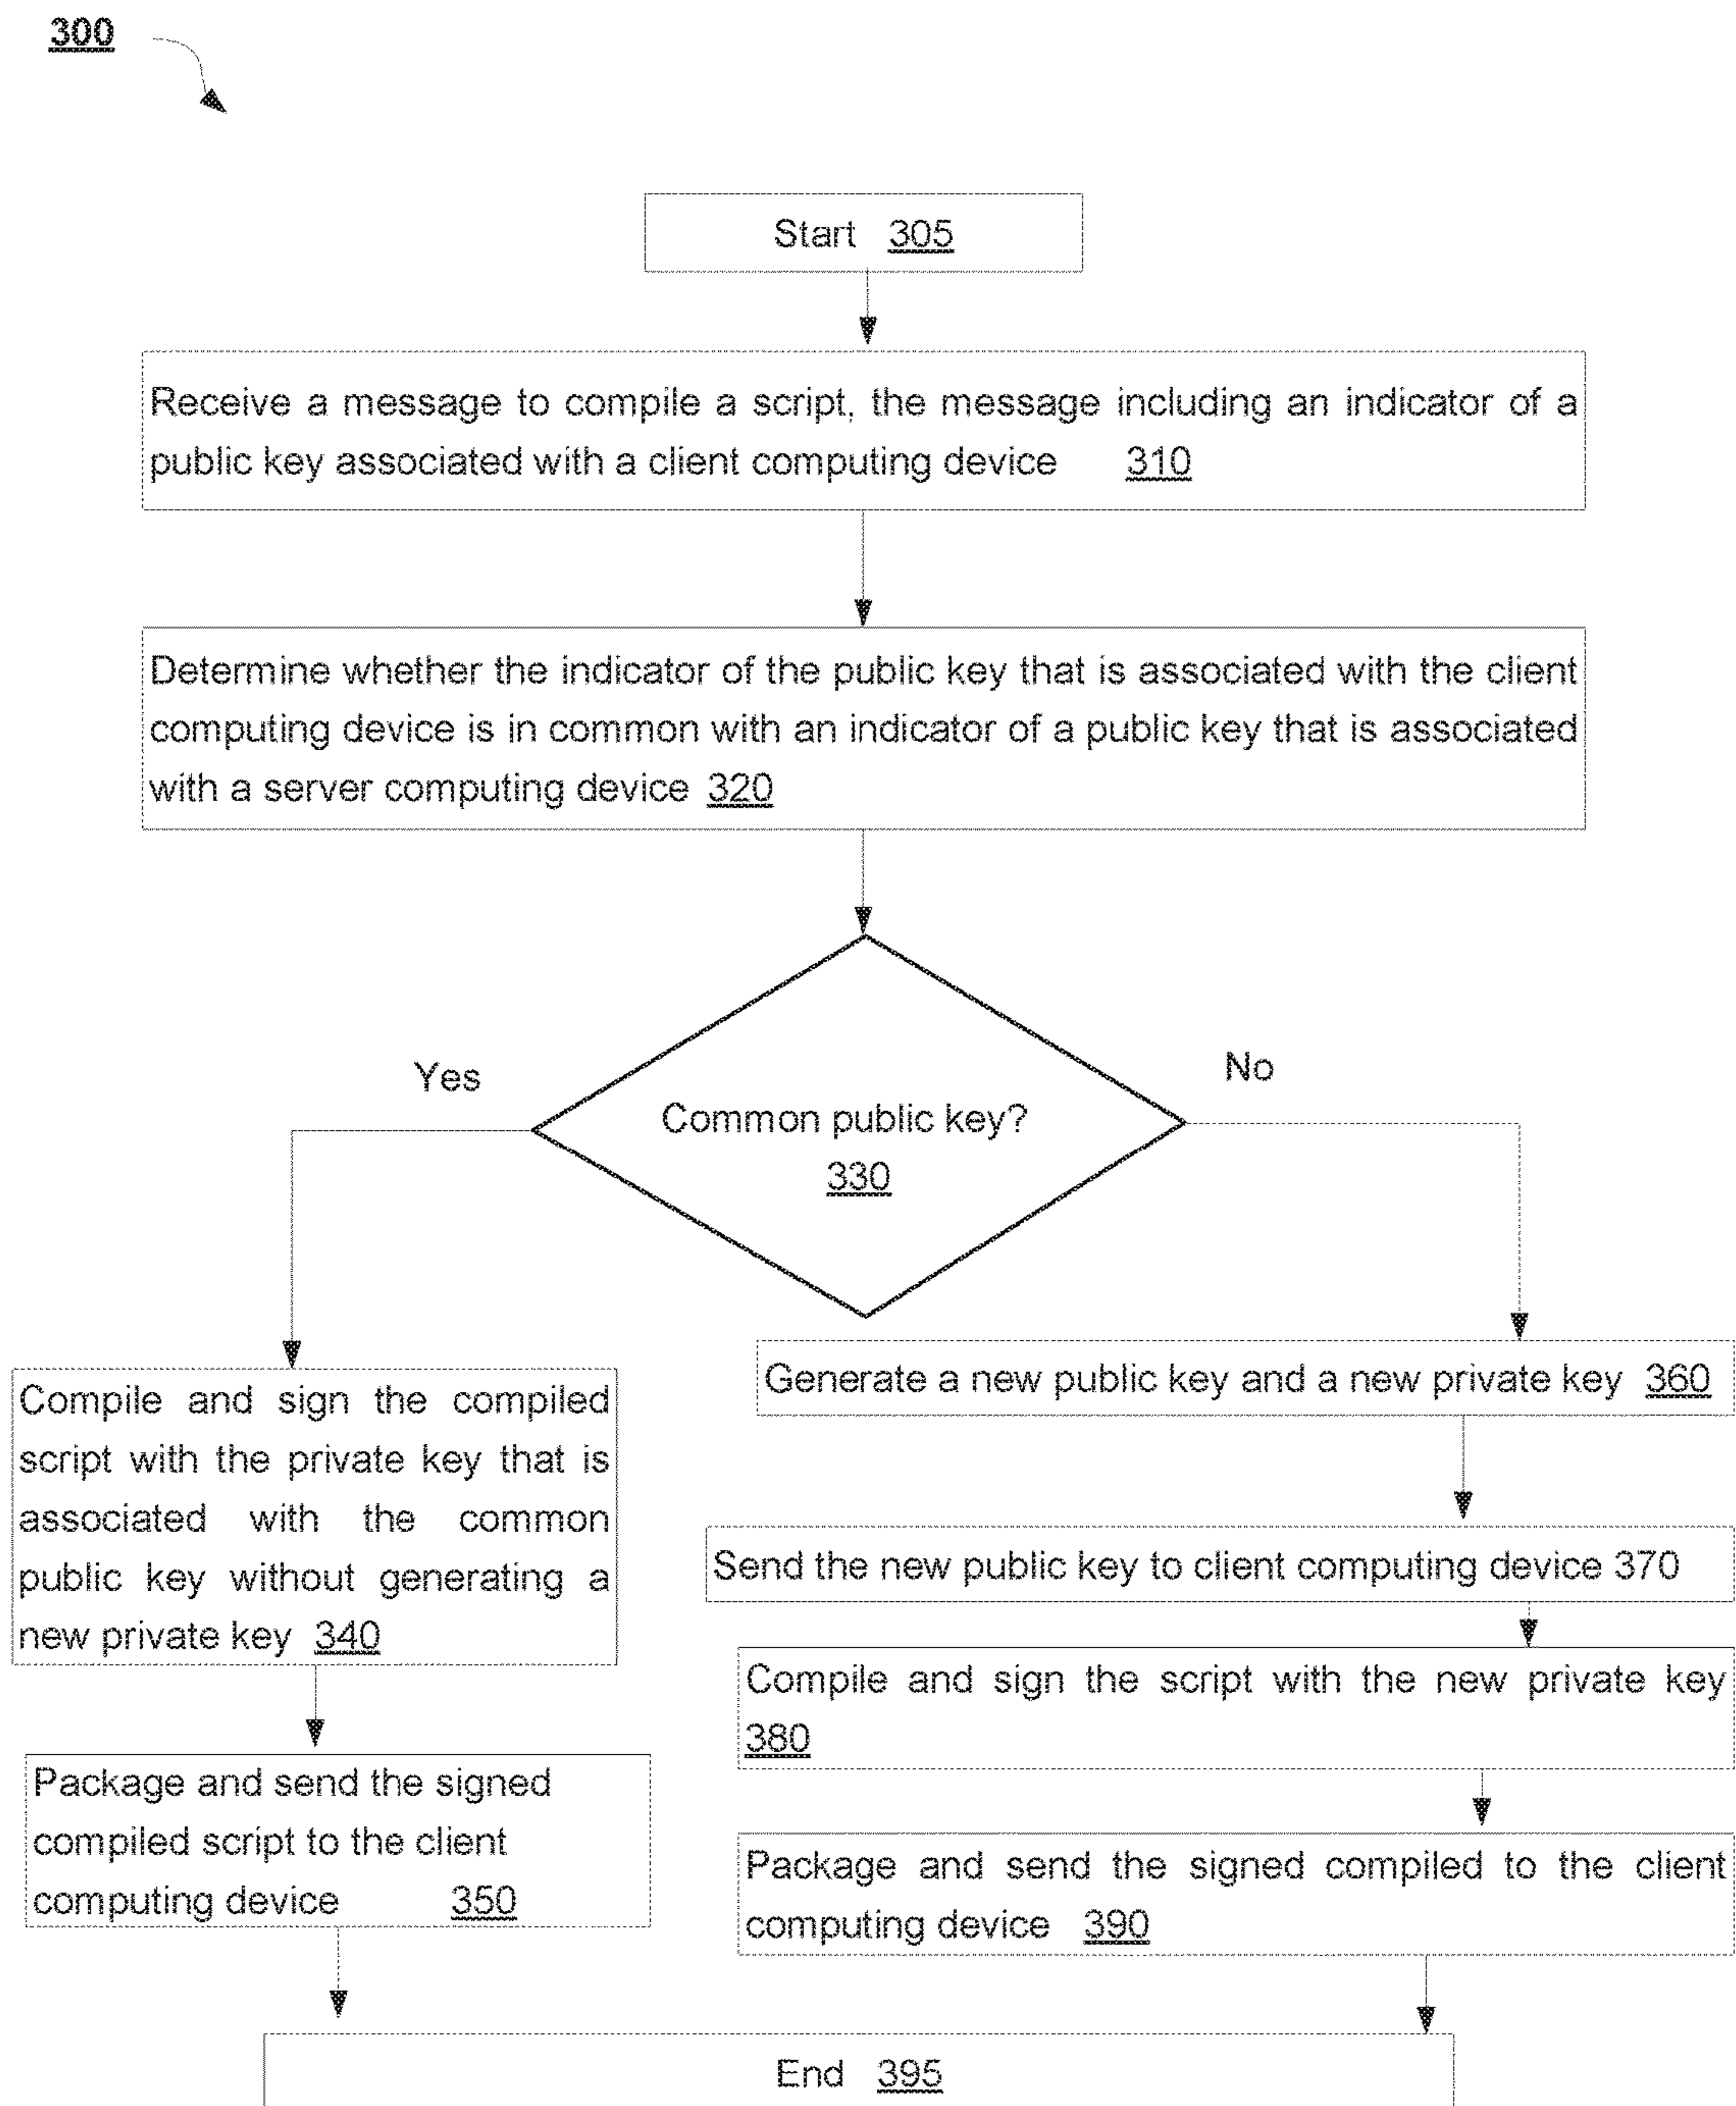 300
Start 305
Receive a message to compile a script, the message including an indicator of a
public key associated with a client computing device 310
Determine whether the indicator of the public key that is associated with the client
computing device is in common with an indicator of a public key that is associated
with a server computing device 320
Yes
No
Common public key?
330
Compile and sign the compiled
script with the private key that is
associated with the common
public key without generating a
new private key 340
Package and send the signed
compiled script to the client
computing device 350
Generate a new public key and a new private key 360
Send the new public key to client computing device 370
Compile and sign the script with the new private key
380
Package and send the signed compiled to the client
computing device 390
End 395